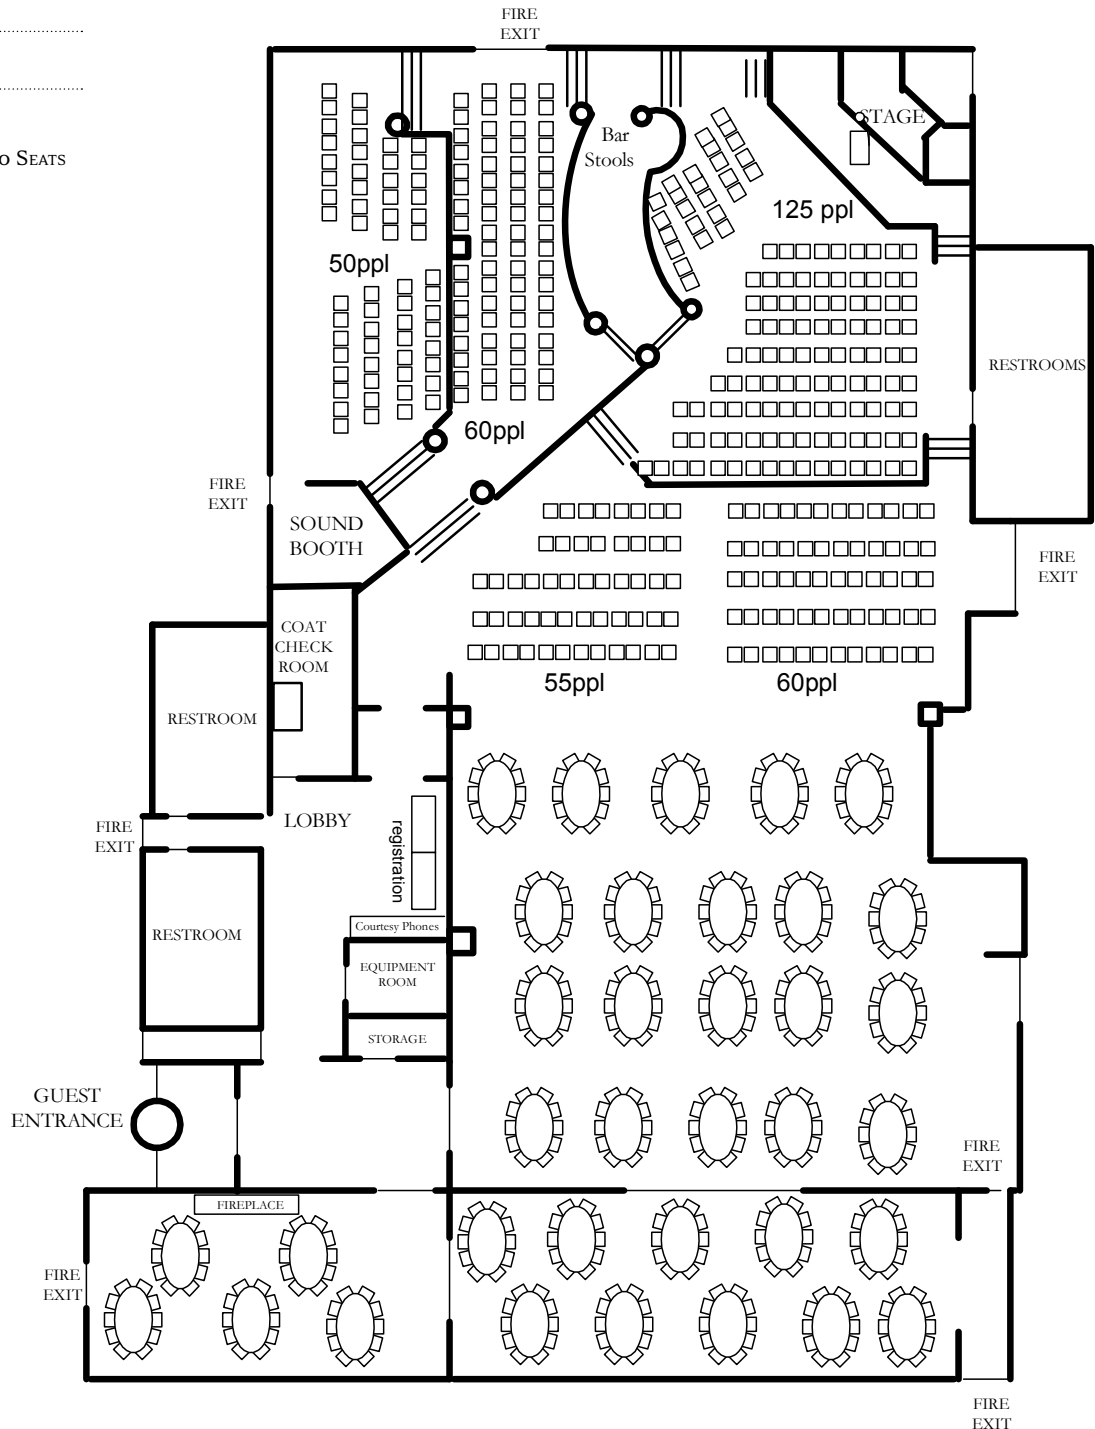 FIRE
EXIT
O SEATS
STAGE
Bar
Stools
125 ppl
50ppl
RESTROOMS
60ppl
FIRE
EXIT
SOUND
BOOTH
FIRE
EXIT
COAT
CHECK
ROOM
55ppl
60ppl
RESTROOM
LOBBY
FIRE
EXIT
registration
Courtesy Phones
RESTROOM
EQUIPMENT
ROOM
STORAGE
GUEST
ENTRANCE
FIRE
EXIT
FIREPLACE
FIRE
EXIT
FIRE
EXIT